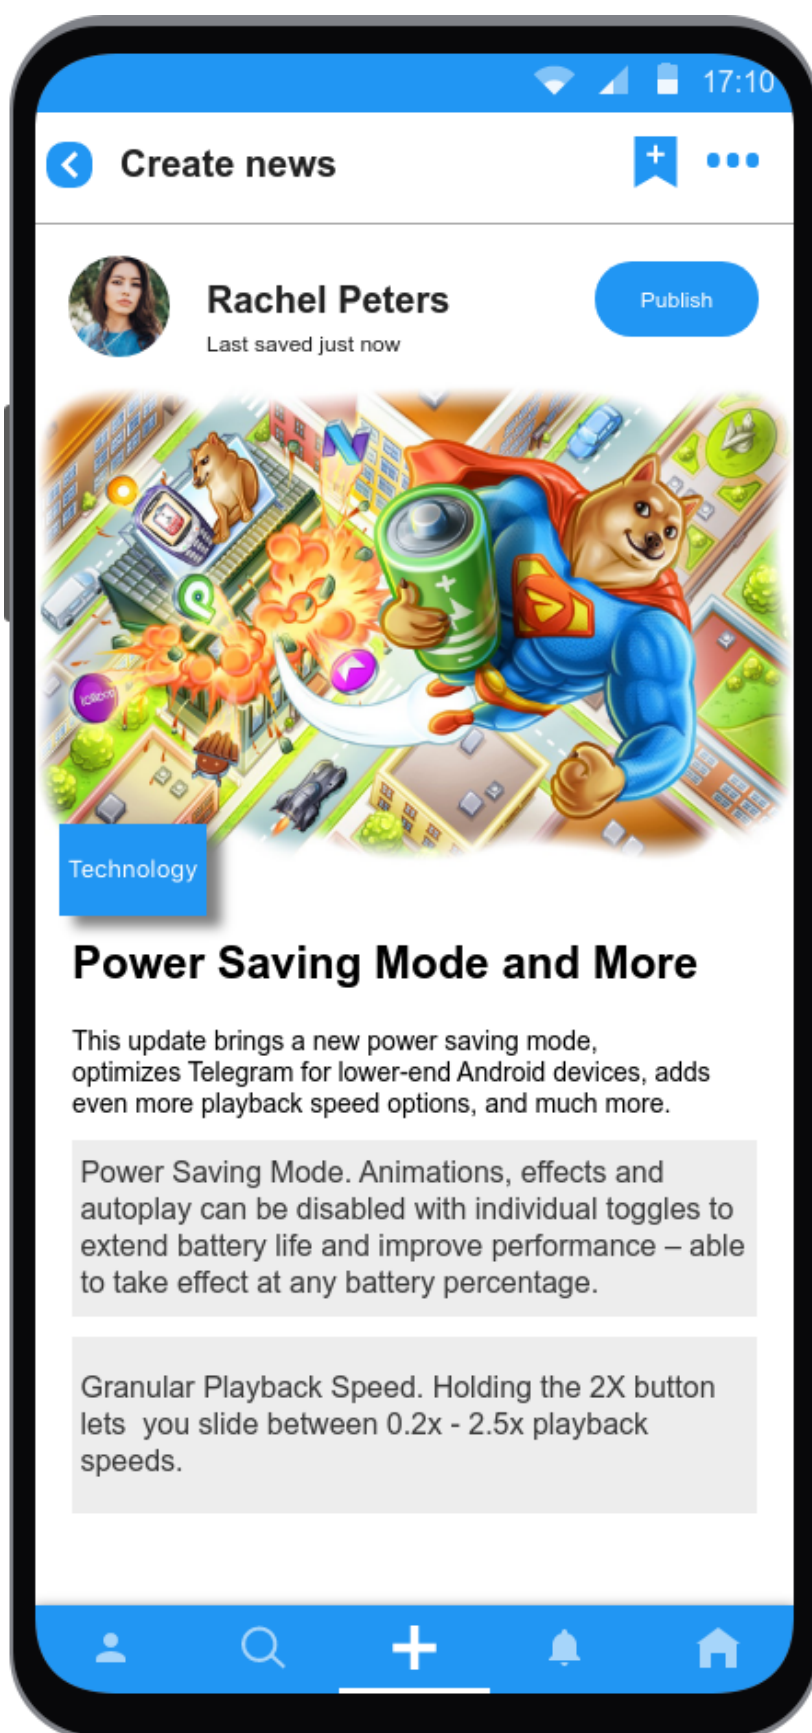 17:10
Create news
Rachel Peters
Publish
Last saved just now
Technology
Power Saving Mode and More
This update brings a new power saving mode,
optimizes Telegram for lower-end Android devices, adds
even more playback speed options, and much more.
Power Saving Mode. Animations, effects and
autoplay can be disabled with individual toggles to
extend battery life and improve performance – able
to take effect at any battery percentage.
Granular Playback Speed. Holding the 2X button
lets  you slide between 0.2x - 2.5x playback
speeds.